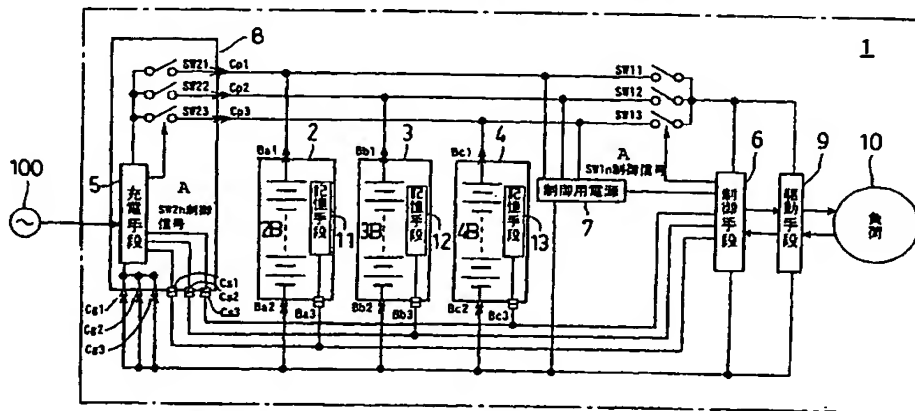 8
1
SW21
Cp1
SW11
SW22
Cp2
SW12
SW23
Cp3
SW13
2
3
4
6
9
10
Ba1
Bb1
Bc1
A
SW1n制御信号
100
5
充電手段
A
SW2n制御
信号
2B
記憶手段
11
3B
記憶手段
12
4B
記憶手段
13
制御用電源
7
制御手段
駆動手段
負荷
Cs1
Cs2
Cs3
Cg1
Cg2
Cg3
Ba2
Ba3
Bb2
Bb3
Bc2
Bc3